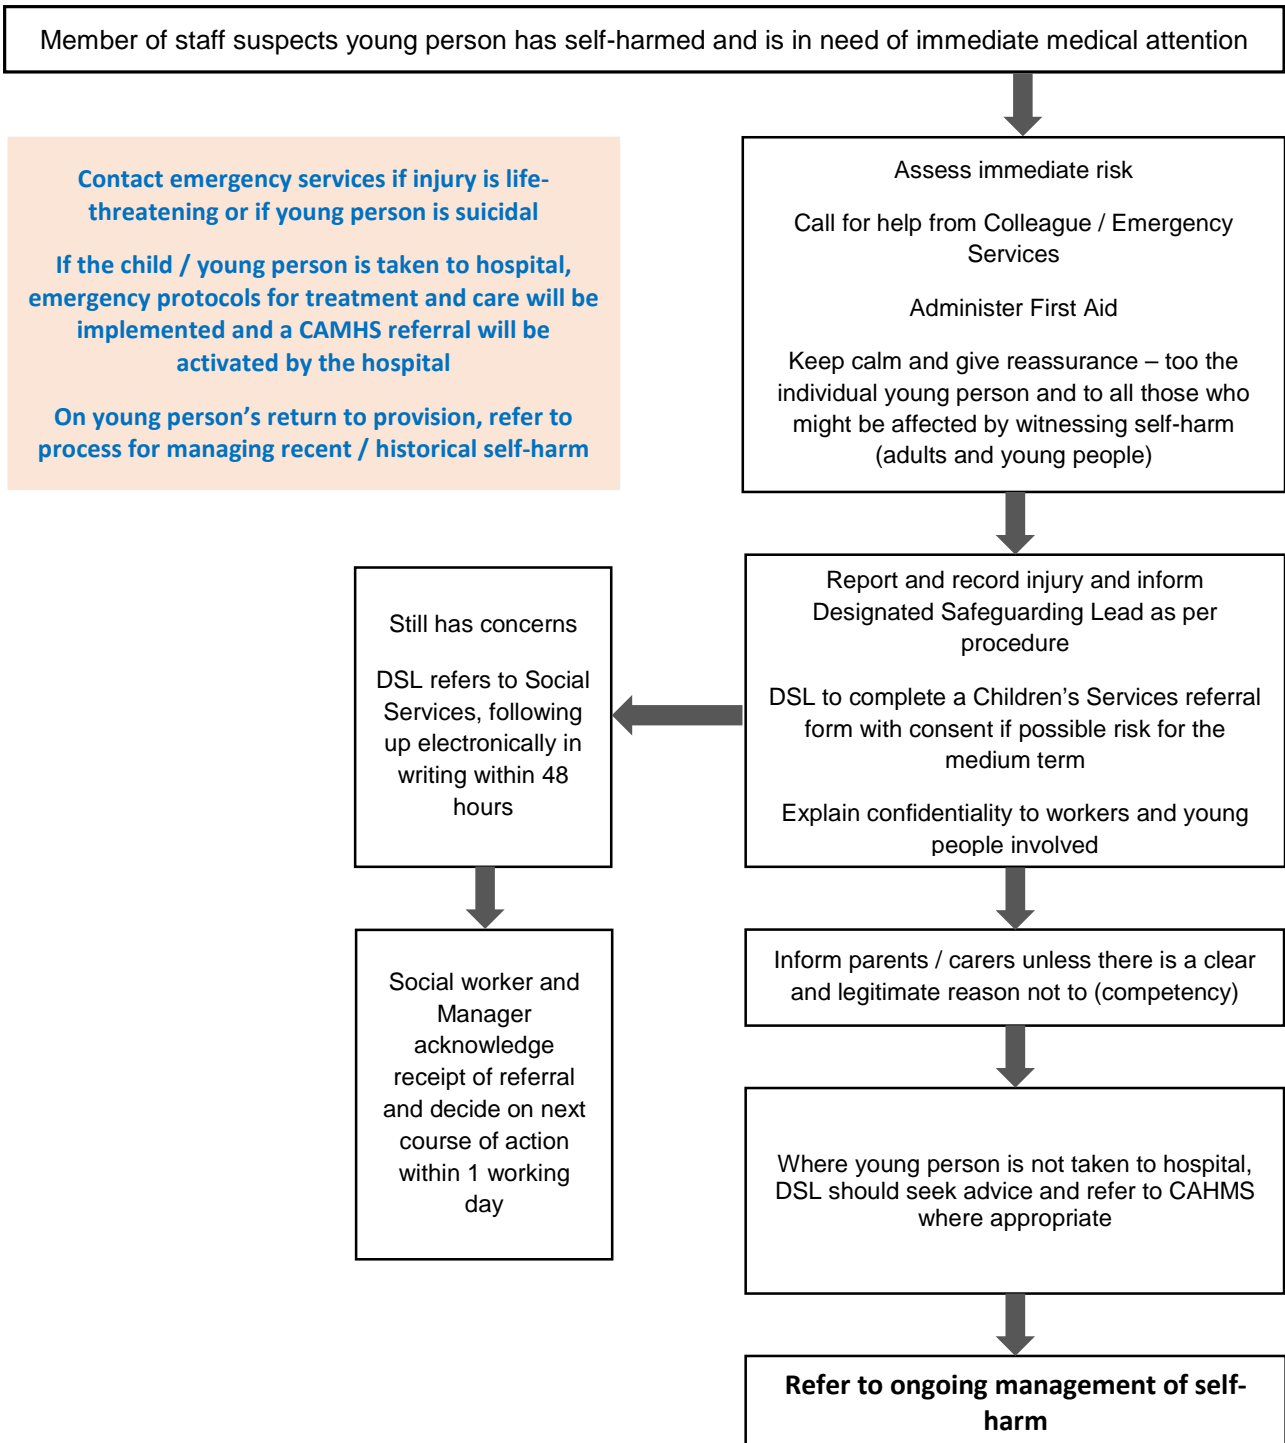 Member of staff suspects young person has self-harmed and is in need of immediate medical attention
Contact emergency services if injury is life-
threatening or if young person is suicidal
If the child / young person is taken to hospital,
emergency protocols for treatment and care will be
implemented and a CAMHS referral will be
activated by the hospital
On young person’s return to provision, refer to
process for managing recent / historical self-harm
Assess immediate risk
Call for help from Colleague / Emergency
Services
Administer First Aid
Keep calm and give reassurance – too the
individual young person and to all those who
might be affected by witnessing self-harm
(adults and young people)
Report and record injury and inform
Designated Safeguarding Lead as per
procedure
DSL to complete a Children’s Services referral
form with consent if possible risk for the
medium term
Explain confidentiality to workers and young
people involved
Still has concerns
DSL refers to Social
Services, following
up electronically in
writing within 48
hours
Social worker and
Manager
acknowledge
receipt of referral
and decide on next
course of action
within 1 working
day
Inform parents / carers unless there is a clear
and legitimate reason not to (competency)
Where young person is not taken to hospital,
DSL should seek advice and refer to CAHMS
where appropriate
Refer to ongoing management of self-
harm